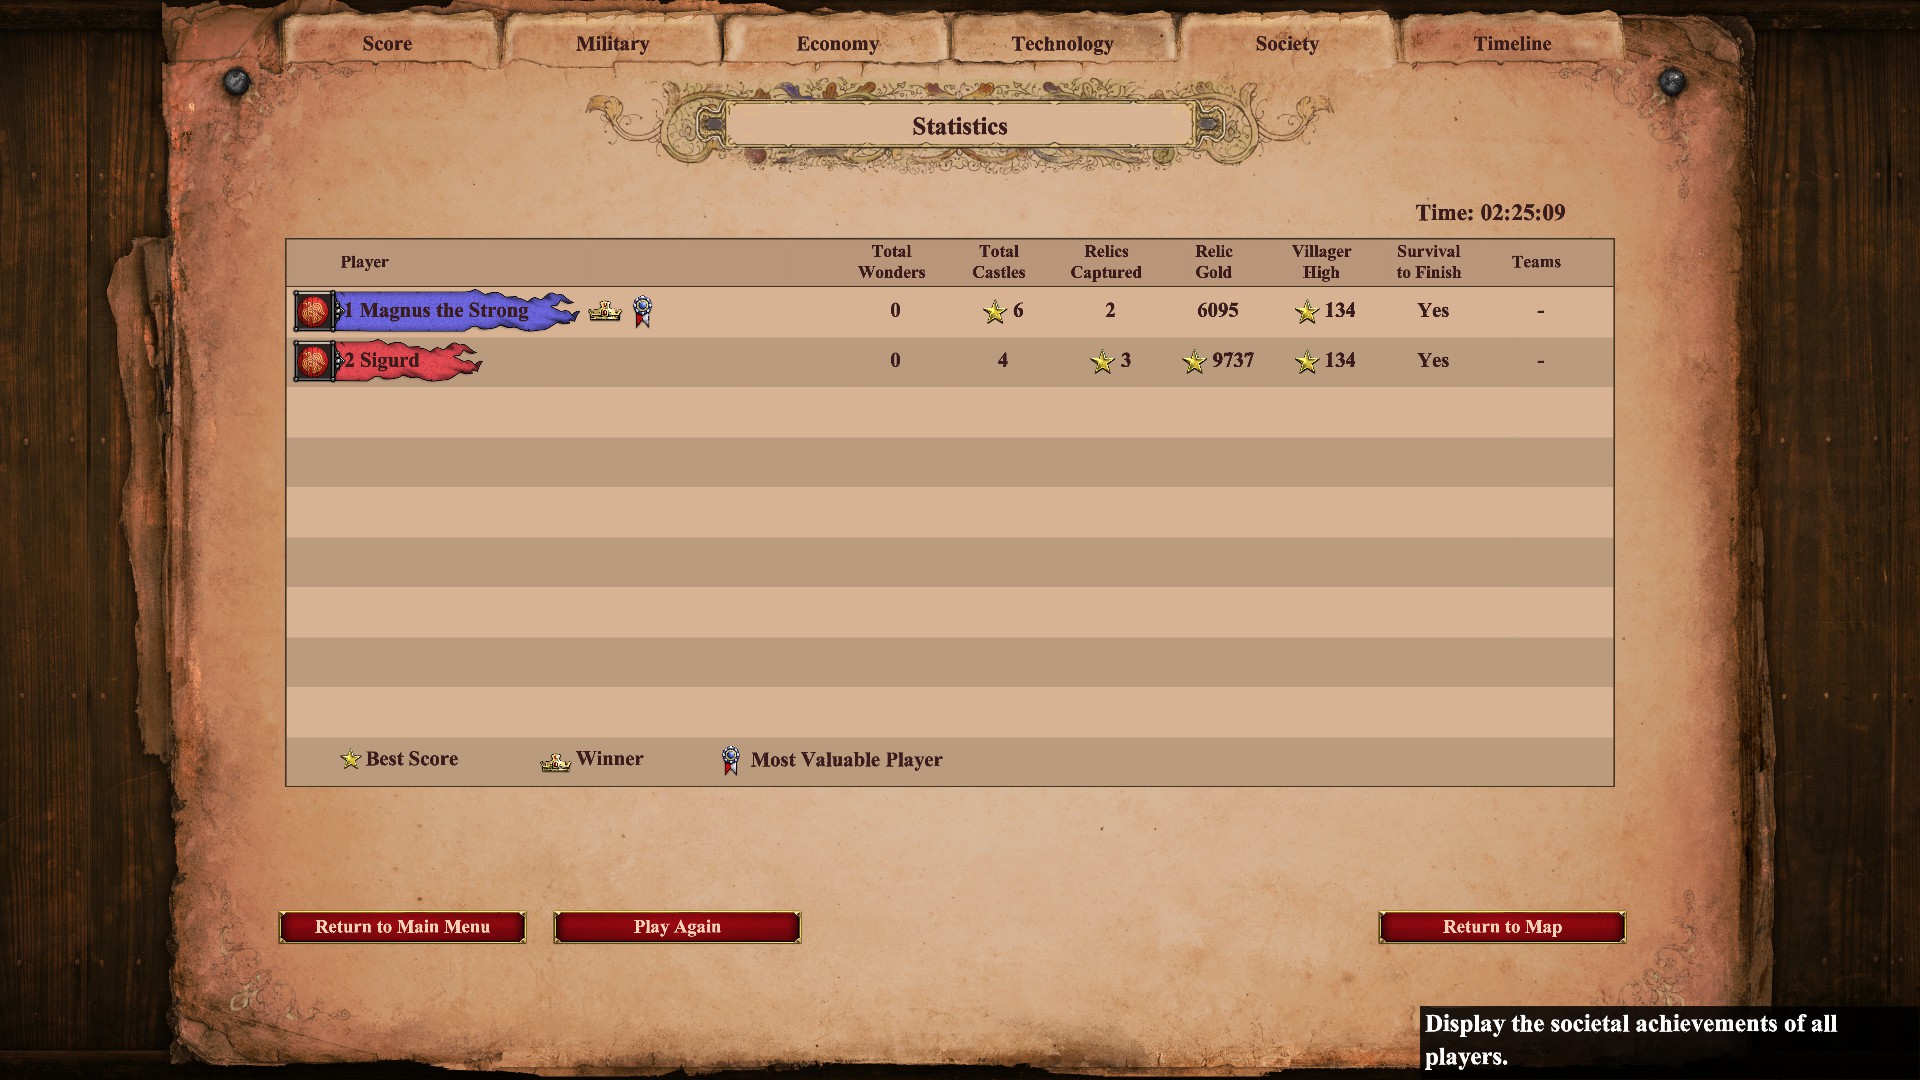 Score Military Economy Technology Society Timeline
Statistics
Time: 02:25:09
Player Total Wonders Total Castles Relics Captured Relic Gold Villager High Survival to Finish Teams
1 Magnus the Strong 0 6 2 6095 134 Yes -
2 Sigurd 0 4 3 9737 134 Yes -
Best Score Winner Most Valuable Player
Return to Main Menu Play Again Return to Map
Display the societal achievements of all
players.